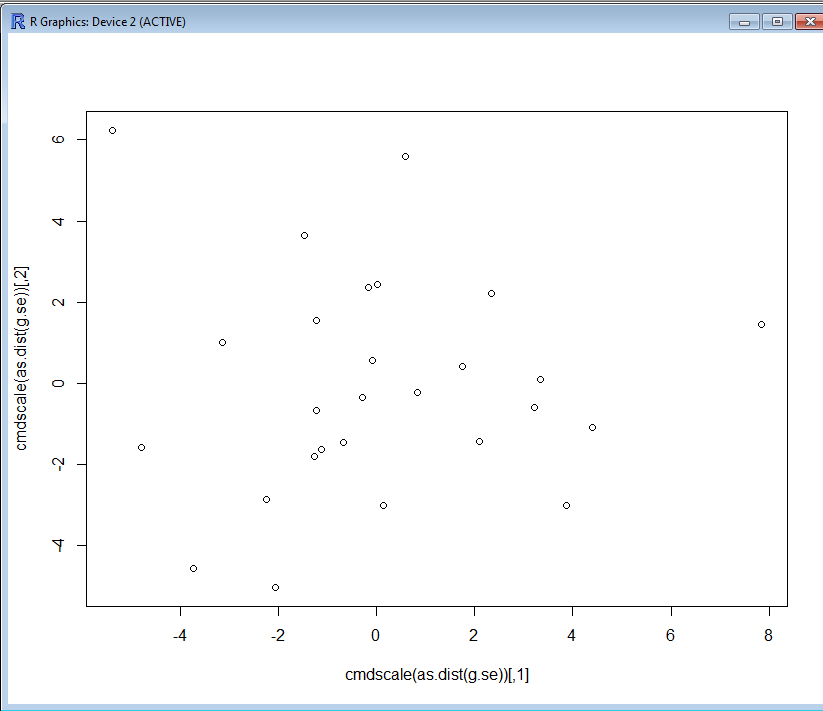 R Graphics: Device 2 (ACTIVE)
6
4
2
0
-2
-4
cmdscale(as.dist(g.se))[,2]
-4 -2 0 2 4 6 8
cmdscale(as.dist(g.se))[,1]